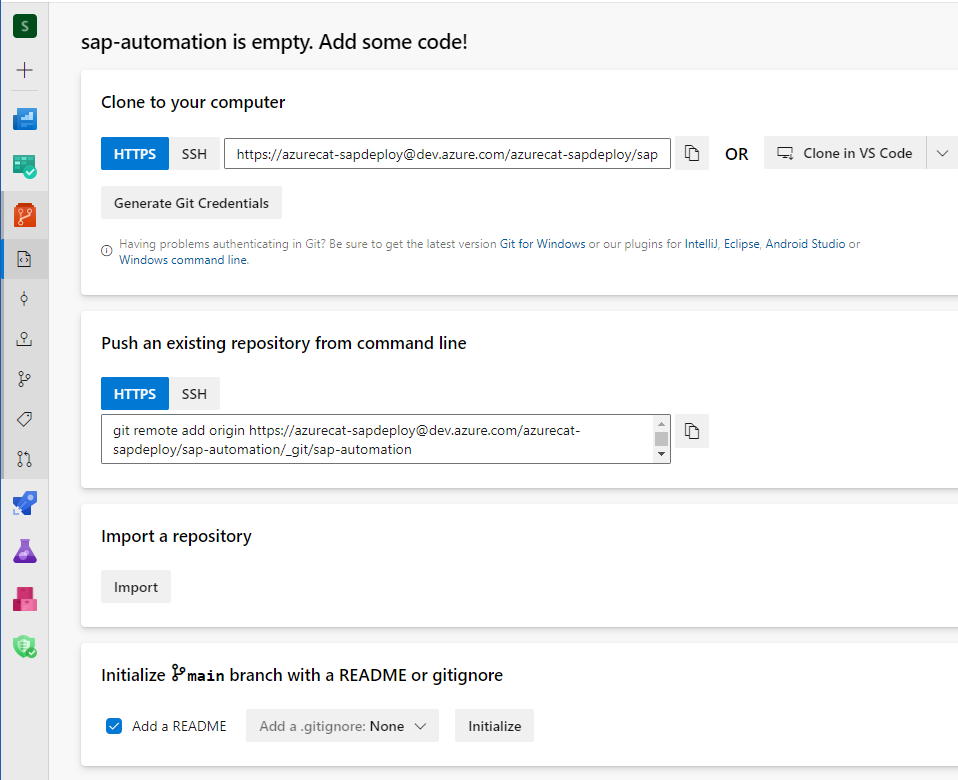 S
sap-automation is empty. Add some code!
Clone to your computer
HTTPS SSH https://azurecat-sapdeploy@dev.azure.com/azurecat-sapdeploy/sap OR Clone in VS Code
Generate Git Credentials
Having problems authenticating in Git? Be sure to get the latest version Git for Windows or our plugins for IntelliJ, Eclipse, Android Studio or
Windows command line.
Push an existing repository from command line
HTTPS SSH
git remote add origin https://azurecat-sapdeploy@dev.azure.com/azurecat-
sapdeploy/sap-automation/_git/sap-automation
Import a repository
Import
Initialize main branch with a README or gitignore
Add a README Add a .gitignore: None Initialize